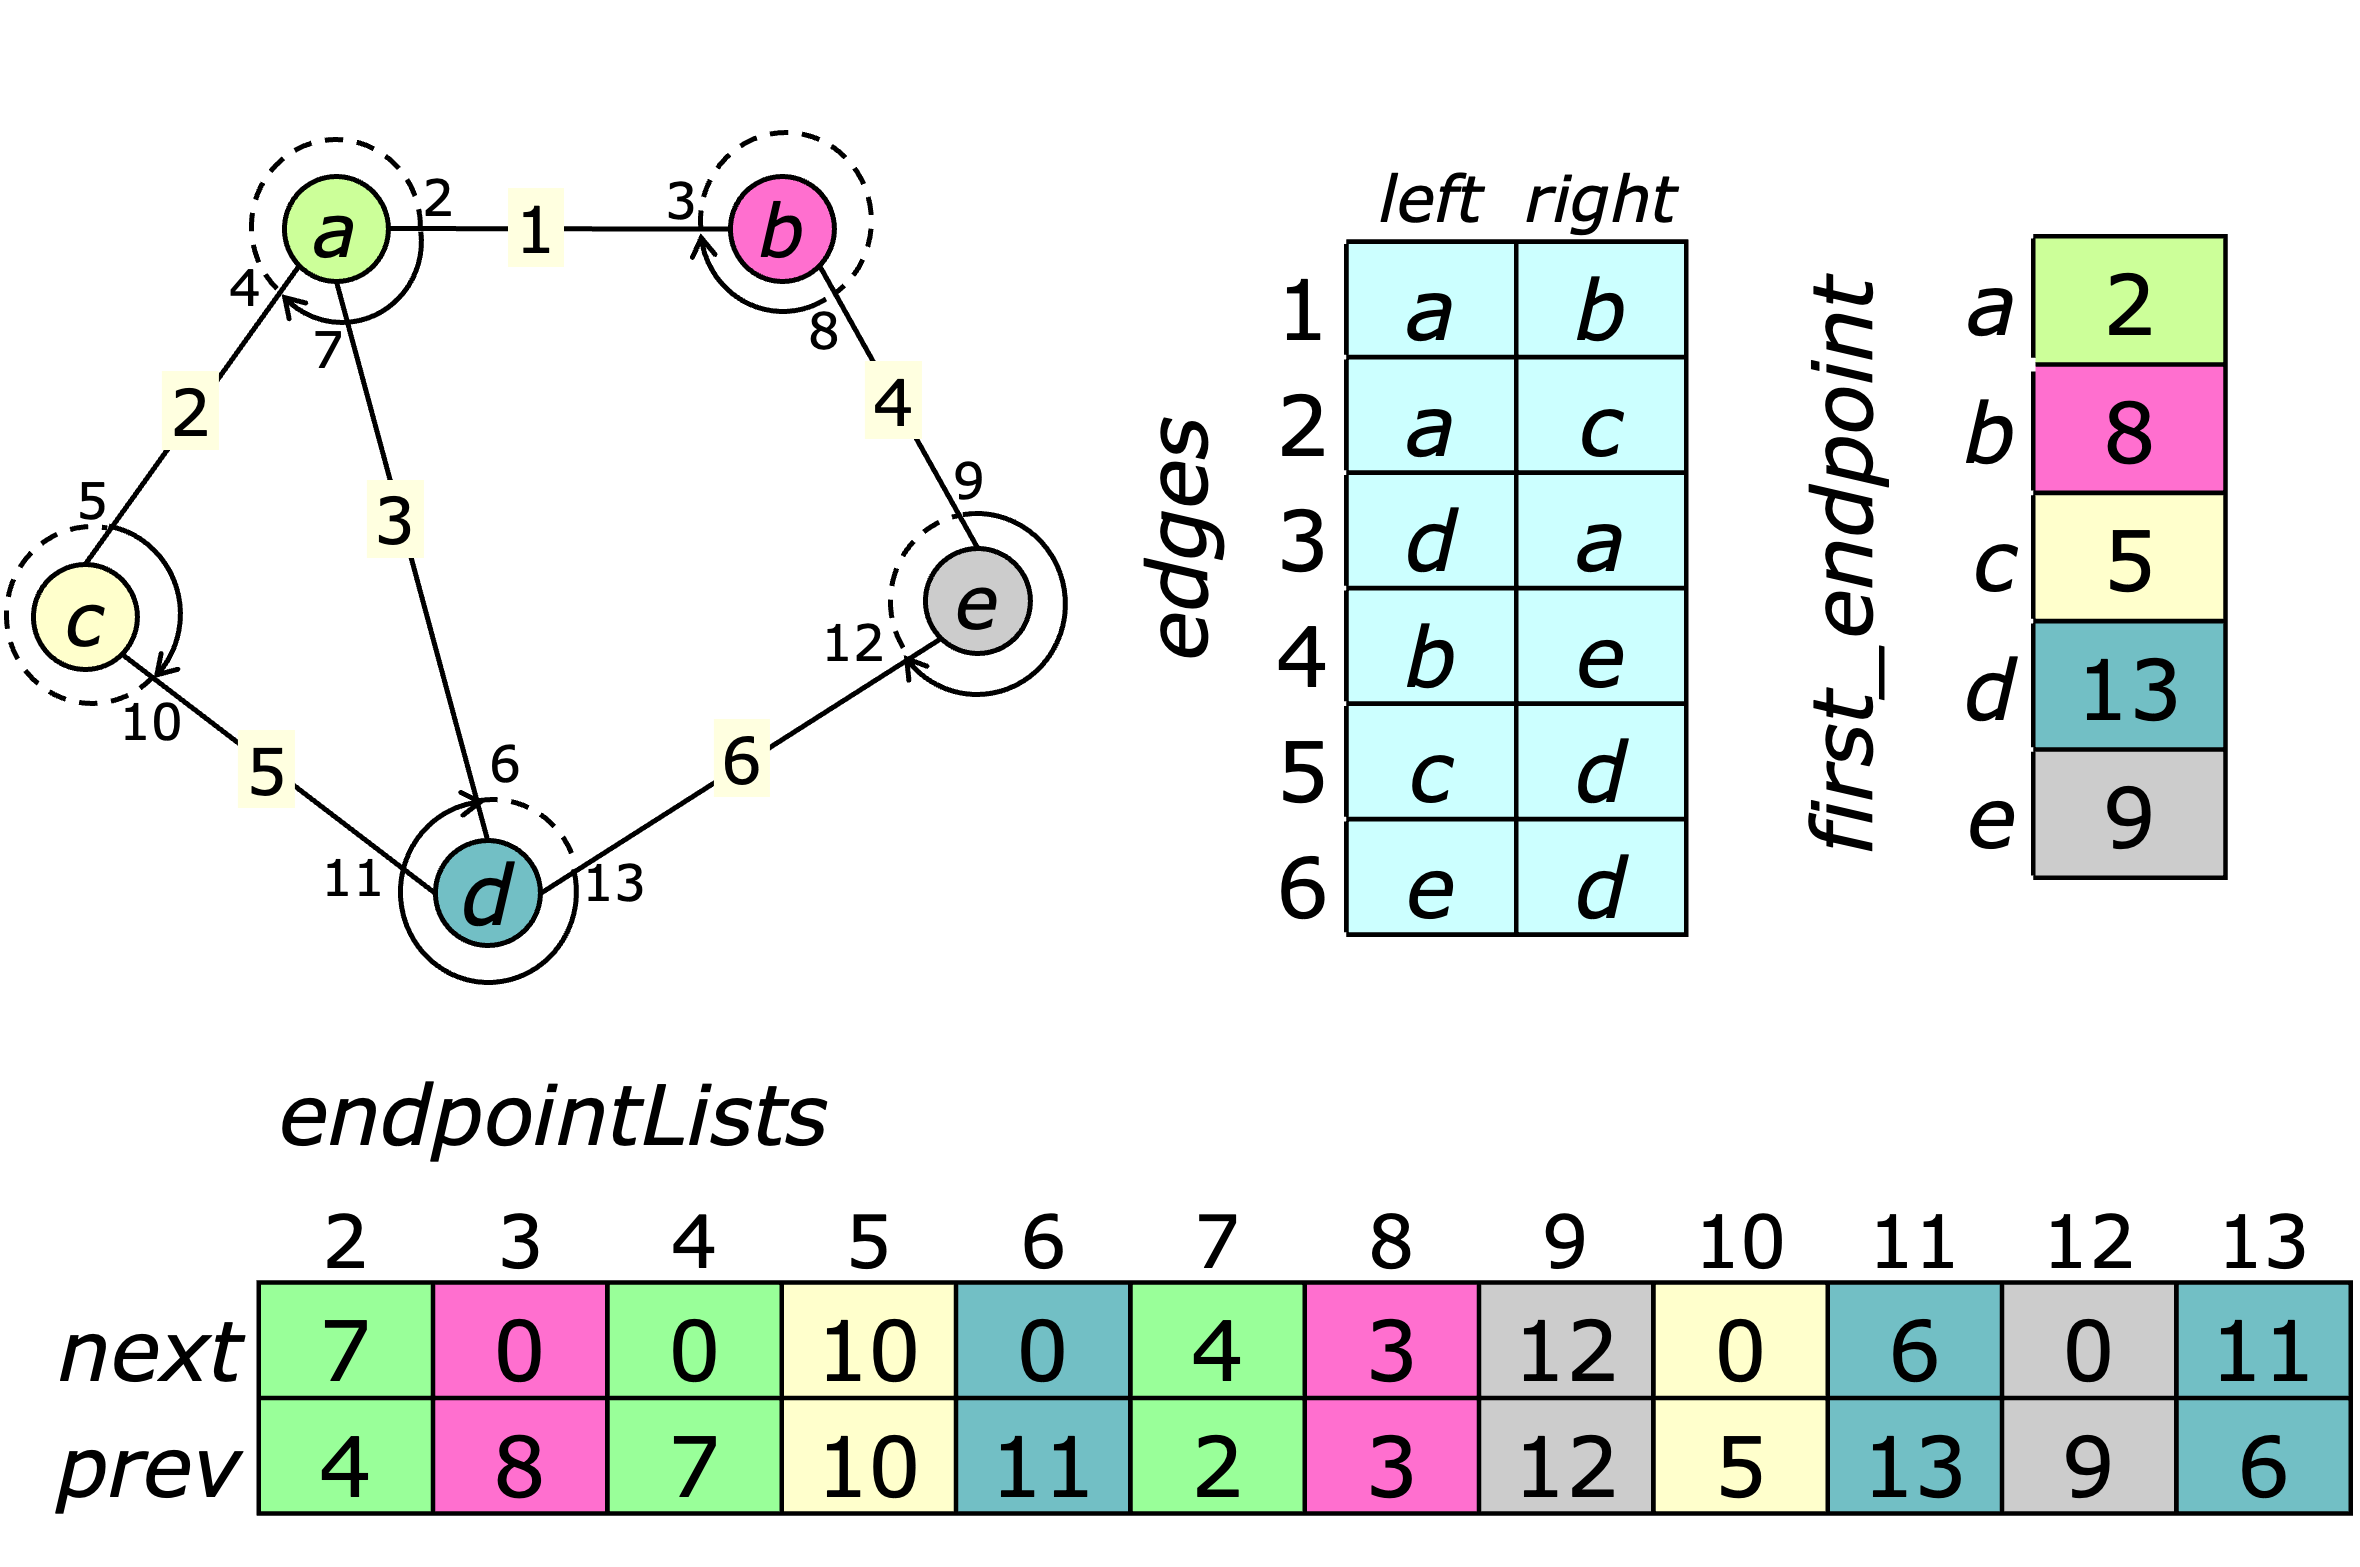 a
2
1
3
b
4
7
8
2
4
5
3
9
c
e
12
10
5
6
6
11
13
d
edges
left right
1 a b
2 a c
3 d a
4 b e
5 c d
6 e d
first_endpoint
a 2
b 8
c 5
d 13
e 9
endpointLists
2 3 4 5 6 7 8 9 10 11 12 13
next 7 0 0 10 0 4 3 12 0 6 0 11
prev 4 8 7 10 11 2 3 12 5 13 9 6